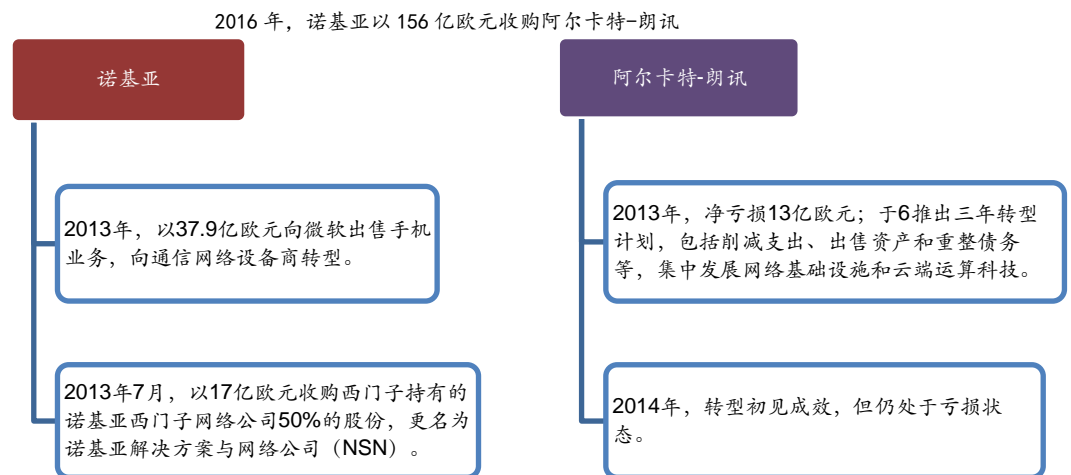 2016 年，诺基亚以 156 亿欧元收购阿尔卡特-朗讯
诺基亚
2013年，以37.9亿欧元向微软出售手机
业务，向通信网络设备商转型。
2013年7月，以17亿欧元收购西门子持有的
诺基亚西门子网络公司50%的股份，更名为
诺基亚解决方案与网络公司（NSN）。
阿尔卡特-朗讯
2013年，净亏损13亿欧元；于6推出三年转型
计划，包括削减支出、出售资产和重整债务
等，集中发展网络基础设施和云端运算科技。
2014年，转型初见成效，但仍处于亏损状
态。